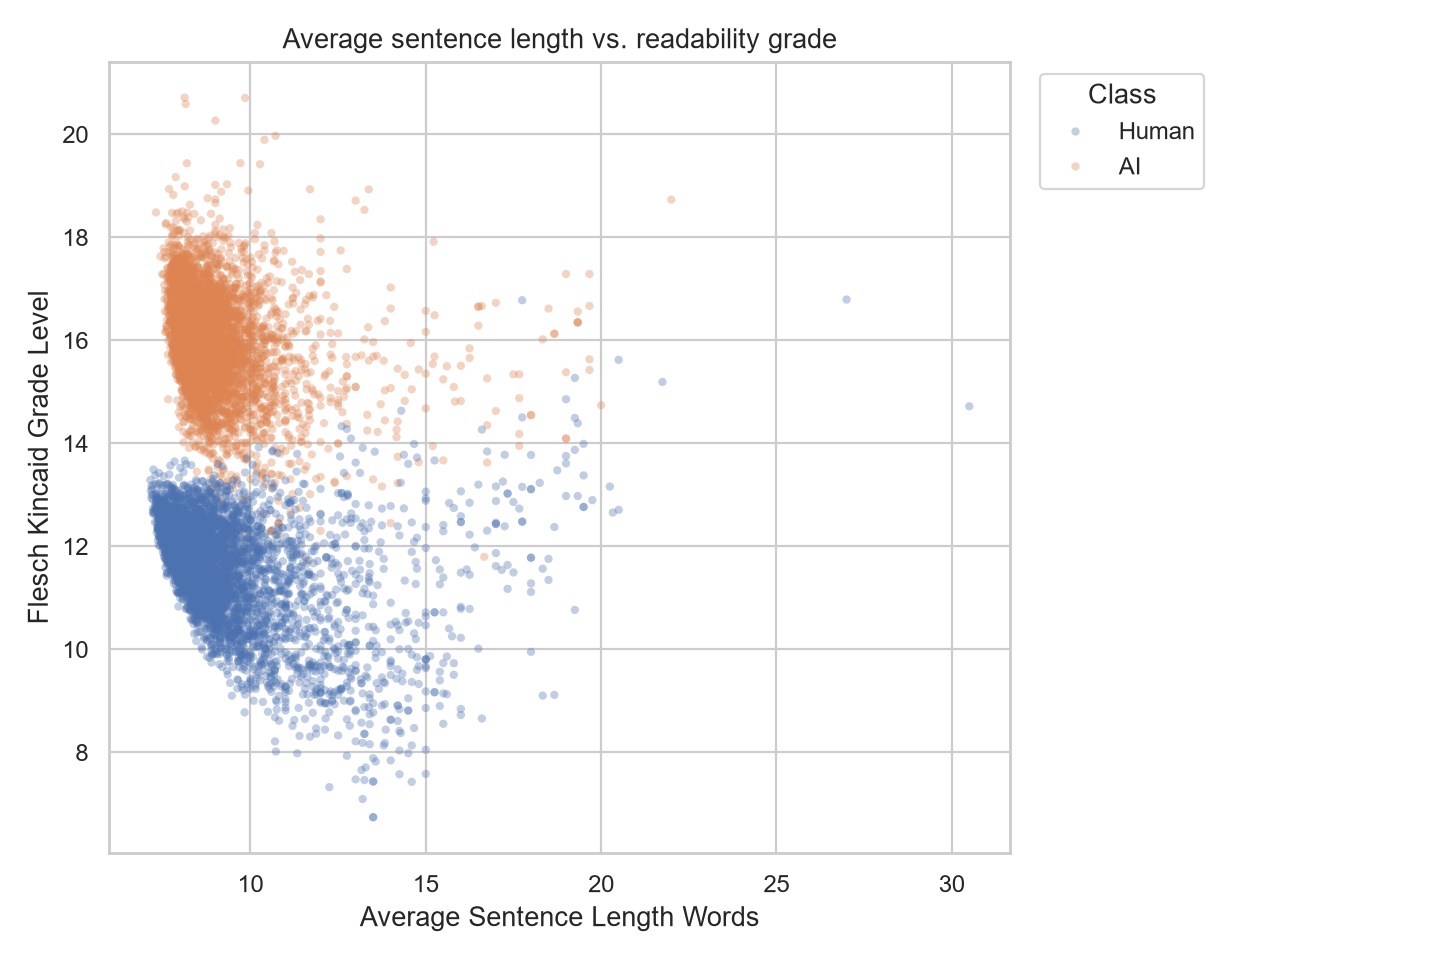 Average sentence length vs. readability grade
Class
Human
AI
20
18
16
14
12
10
8
Flesch Kincaid Grade Level
10
15
20
25
30
Average Sentence Length Words